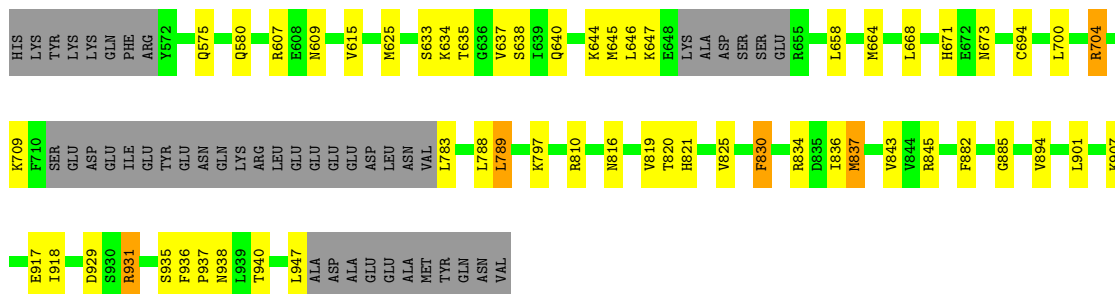 HIS LYS TYR LYS LYS GLN PHE ARG Y572 Q575 Q580 R607 E608 N609 V615 M625 S633 K634 T635 G636 V637 S638 I639 Q640 K644 M645 L646 K647 E648 LYS ALA ASP SER SER GLU R655 L658 M664 L668 H671 E672 N673 C694 L700 R704
K709 F710 SER GLU ASP GLU ILE GLU TYR GLU ASN GLN LYS ARG LEU GLU GLU GLU GLU ASP LEU ASN VAL L783 L788 L789 K797 R810 N816 V819 T820 H821 V825 F830 R834 D835 I836 M837 V843 V844 R845 F882 G885 V894 L901 K907
E917 I918 D929 S930 R931 S935 F936 P937 N938 L939 T940 L947 ALA ASP ALA GLU GLU ALA MET TYR GLN ASN VAL